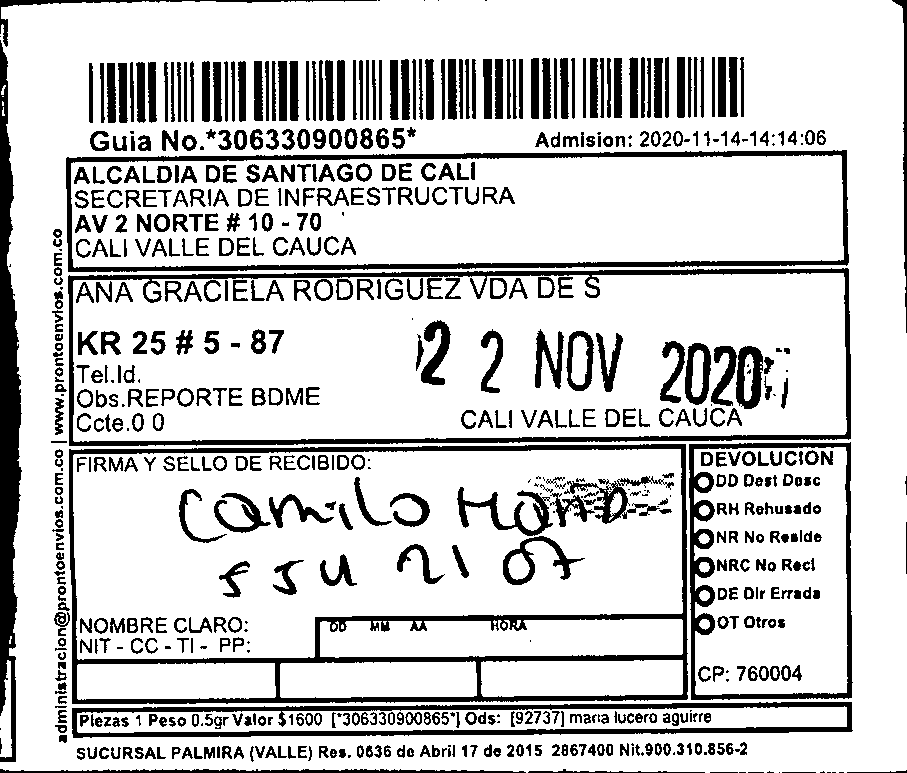 Guia No.*306330900865*
Admision: 2020-11-14-14:14:06
ALCALDIA DE SANTIAGO DE CALI
SECRETARIA DE INFRAESTRUCTURA
AV 2 NORTE # 10 - 70
CALI VALLE DEL CAUCA
ANA GRACIELA RODRIGUEZ VDA DE S
KR 25 # 5 - 87
22 NOV 2020
Tel.Id.
Obs.REPORTE BDME
Ccte.0 0
CALI VALLE DEL CAUCA
FIRMA Y SELLO DE RECIBIDO:
Camilo
21 07
NOMBRE CLARO:
NIT - CC - TI - PP:
DD MM AA HORA
DEVOLUCION
DD Dest Desc
RH Rehusado
NR No Reside
NRC No Recl
DE Dir Errada
OT Otros
CP: 760004
Piezas 1 Peso 0.5gr Valor $1600 [*306330900865*] Ods: [92737] maria lucero aguirre
SUCURSAL PALMIRA (VALLE) Res. 0636 de Abril 17 de 2015 2867400 Nit.900.310.856-2
administracion@prontoenvios.com.co | www.prontoenvios.com.co